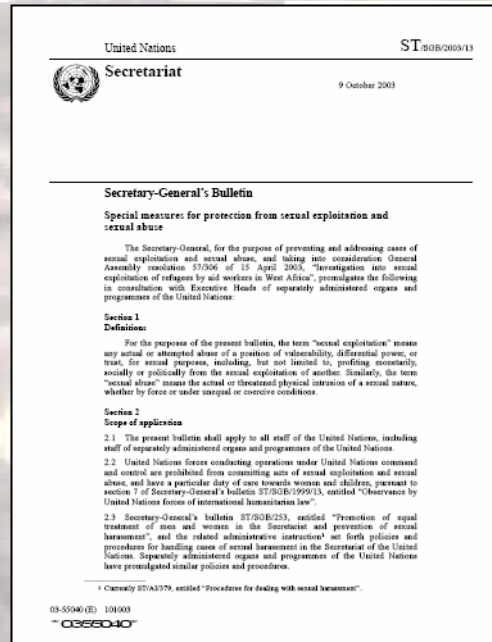 United Nations ST/SGB/2003/13
Secretariat
9 October 2003
Secretary-General's Bulletin
Special measures for protection from sexual exploitation and
sexual abuse
The Secretary-General, for the purpose of preventing and addressing cases of
sexual exploitation and sexual abuse, and taking into consideration General
Assembly resolution 57/306 of 15 April 2003, "Investigation into sexual
exploitation of refugees by aid workers in West Africa", promulgates the following
in consultation with Executive Heads of separately administered organs and
programmes of the United Nations:
Section 1
Definitions
For the purposes of the present bulletin, the term "sexual exploitation" means
any actual or attempted abuse of a position of vulnerability, differential power, or
trust, for sexual purposes, including, but not limited to, profiting monetarily,
socially or politically from the sexual exploitation of another. Similarly, the term
"sexual abuse" means the actual or threatened physical intrusion of a sexual nature,
whether by force or under unequal or coercive conditions.
Section 2
Scope of application
2.1 The present bulletin shall apply to all staff of the United Nations, including
staff of separately administered organs and programmes of the United Nations.
2.2 United Nations forces conducting operations under United Nations command
and control are prohibited from committing acts of sexual exploitation and sexual
abuse, and have a particular duty of care towards women and children, pursuant to
section 7 of Secretary-General's bulletin ST/SGB/1999/13, entitled "Observance by
United Nations forces of international humanitarian law".
2.3 Secretary-General's bulletin ST/SGB/253, entitled "Promotion of equal
treatment of men and women in the Secretariat and prevention of sexual
harassment", and the related administrative instruction¹ set forth policies and
procedures for handling cases of sexual harassment in the Secretariat of the United
Nations. Separately administered organs and programmes of the United Nations
have promulgated similar policies and procedures.
¹ Currently ST/AI/379, entitled "Procedures for dealing with sexual harassment".
03-55040 (E) 101003
*0355040*